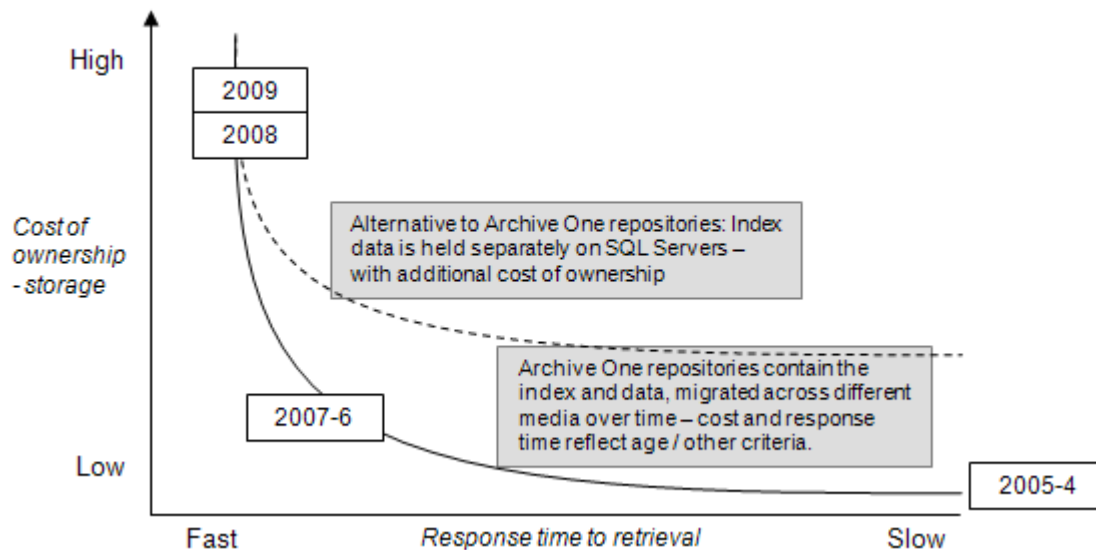 High
2009
2008
Cost of
ownership
- storage
Alternative to Archive One repositories: Index
data is held separately on SQL Servers –
with additional cost of ownership
Archive One repositories contain the
index and data, migrated across different
media over time – cost and response
time reflect age / other criteria.
2007-6
Low
2005-4
Fast
Response time to retrieval
Slow